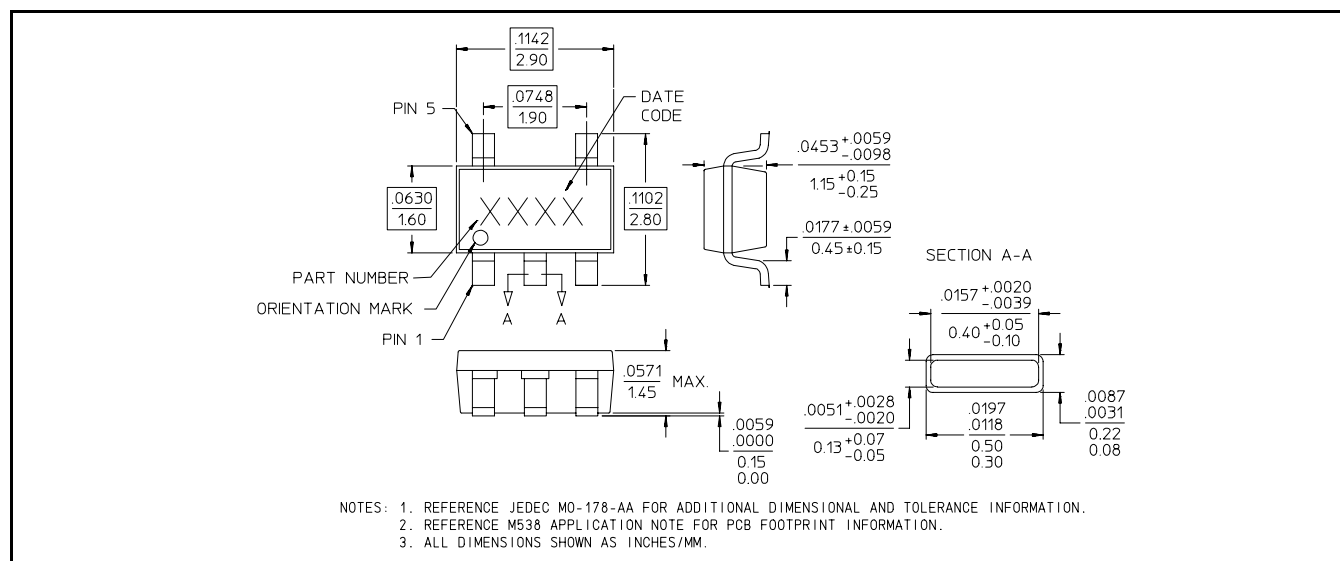 .1142
2.90
PIN 5
.0748
1.90
DATE
CODE
.0630
1.60
XXXX
.1102
2.80
.0453 +.0059
-.0098
1.15 +0.15
-0.25
.0177 ±.0059
0.45 ±0.15
PART NUMBER
ORIENTATION MARK
PIN 1
A A
SECTION A-A
.0157 +.0020
-.0039
0.40 +0.05
-0.10
.0571
1.45
MAX.
.0059
.0000
0.15
0.00
.0051 +.0028
-.0020
0.13 +0.07
-0.05
.0197
.0118
0.50
0.30
.0087
.0031
0.22
0.08
NOTES: 1. REFERENCE JEDEC MO-178-AA FOR ADDITIONAL DIMENSIONAL AND TOLERANCE INFORMATION.
2. REFERENCE M538 APPLICATION NOTE FOR PCB FOOTPRINT INFORMATION.
3. ALL DIMENSIONS SHOWN AS INCHES/MM.